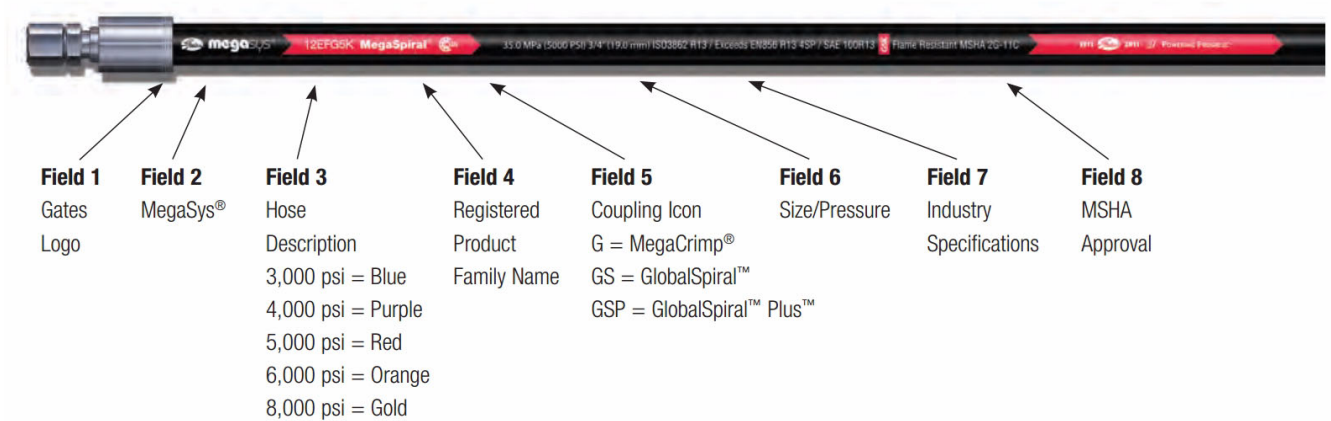 megasys 12EFG5K MegaSpiral® 35.0 MPa (5000 PSI) 3/4" (19.0 mm) ISO3862 R13 / Exceeds EN856 R13 4SP / SAE 100R13 Flame Resistant MSHA 2G-11C 1911 2011
Field 1
Gates
Logo
Field 2
MegaSys®
Field 3
Hose
Description
3,000 psi = Blue
4,000 psi = Purple
5,000 psi = Red
6,000 psi = Orange
8,000 psi = Gold
Field 4
Registered
Product
Family Name
Field 5
Coupling Icon
G = MegaCrimp®
GS = GlobalSpiral™
GSP = GlobalSpiral™ Plus™
Field 6
Size/Pressure
Field 7
Industry
Specifications
Field 8
MSHA
Approval